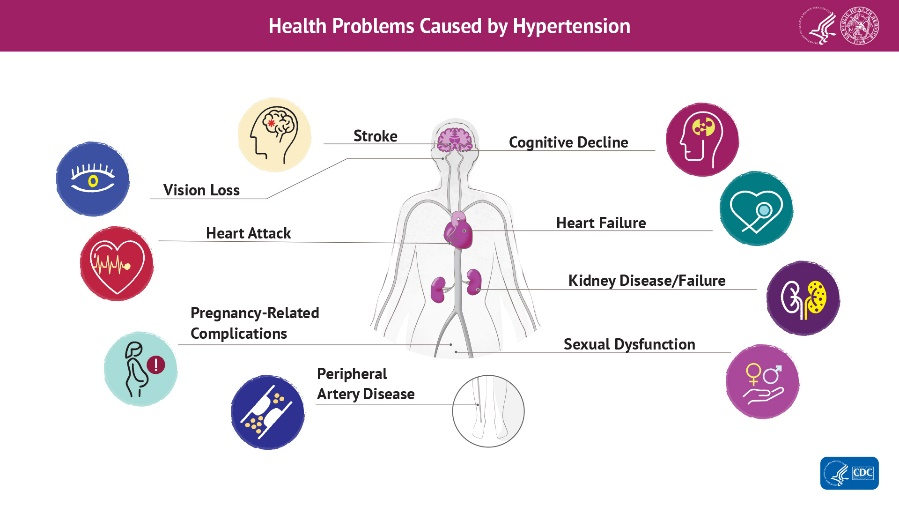 Health Problems Caused by Hypertension
Stroke
Cognitive Decline
Vision Loss
Heart Attack
Heart Failure
Kidney Disease/Failure
Pregnancy-Related
Complications
Sexual Dysfunction
Peripheral
Artery Disease
!
CDC